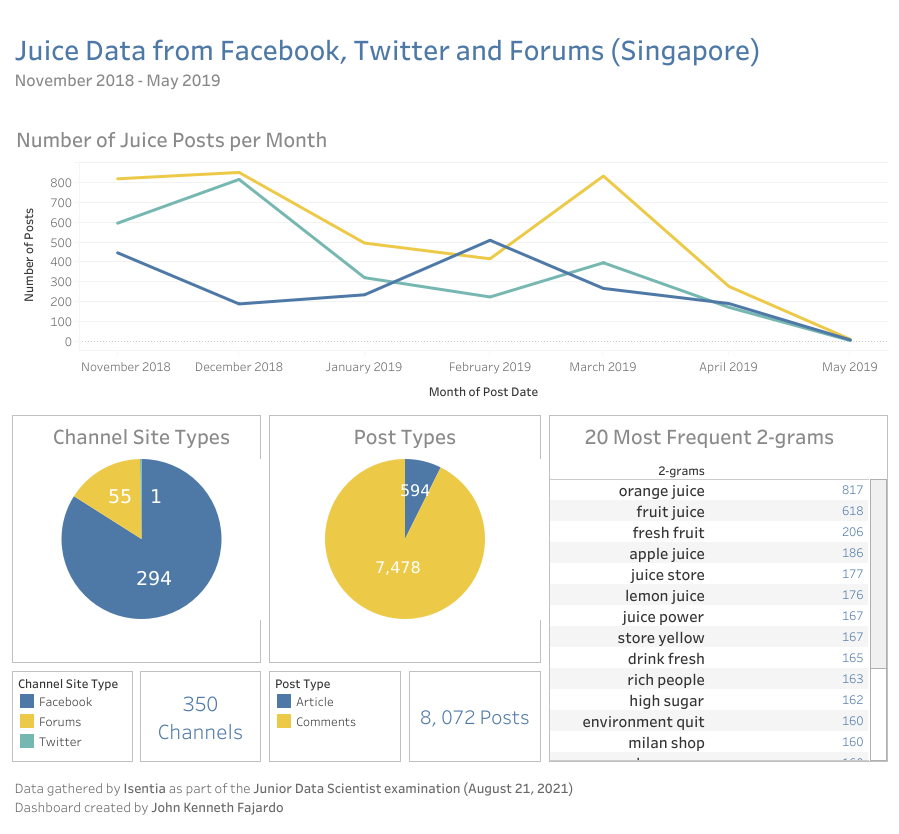 Juice Data from Facebook, Twitter and Forums (Singapore)
November 2018 - May 2019
Number of Juice Posts per Month
Number of Posts
800
700
600
500
400
300
200
100
0
November 2018 December 2018 January 2019 February 2019 March 2019 April 2019 May 2019
Month of Post Date
Channel Site Types
55 1
294
Channel Site Type
Facebook
Forums
Twitter
350
Channels
Post Types
594
7,478
Post Type
Article
Comments
8, 072 Posts
20 Most Frequent 2-grams
2-grams
orange juice 817
fruit juice 618
fresh fruit 206
apple juice 186
juice store 177
lemon juice 176
juice power 167
store yellow 167
drink fresh 165
rich people 163
high sugar 162
environment quit 160
milan shop 160
Data gathered by Isentia as part of the Junior Data Scientist examination (August 21, 2021)
Dashboard created by John Kenneth Fajardo